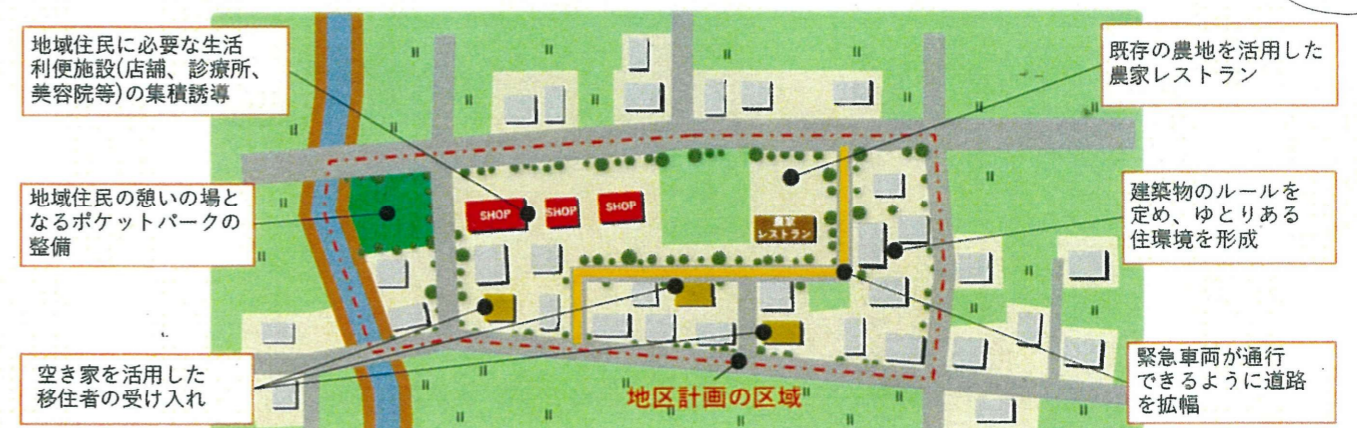 地域住民に必要な生活
利便施設(店舗、診療所、
美容院等)の集積誘導
既存の農地を活用した
農家レストラン
地域住民の憩いの場と
なるポケットパークの
整備
SHOP
SHOP
SHOP
農家
レストラン
建築物のルールを
定め、ゆとりある
住環境を形成
空き家を活用した
移住者の受け入れ
地区計画の区域
緊急車両が通行
できるように道路
を拡幅